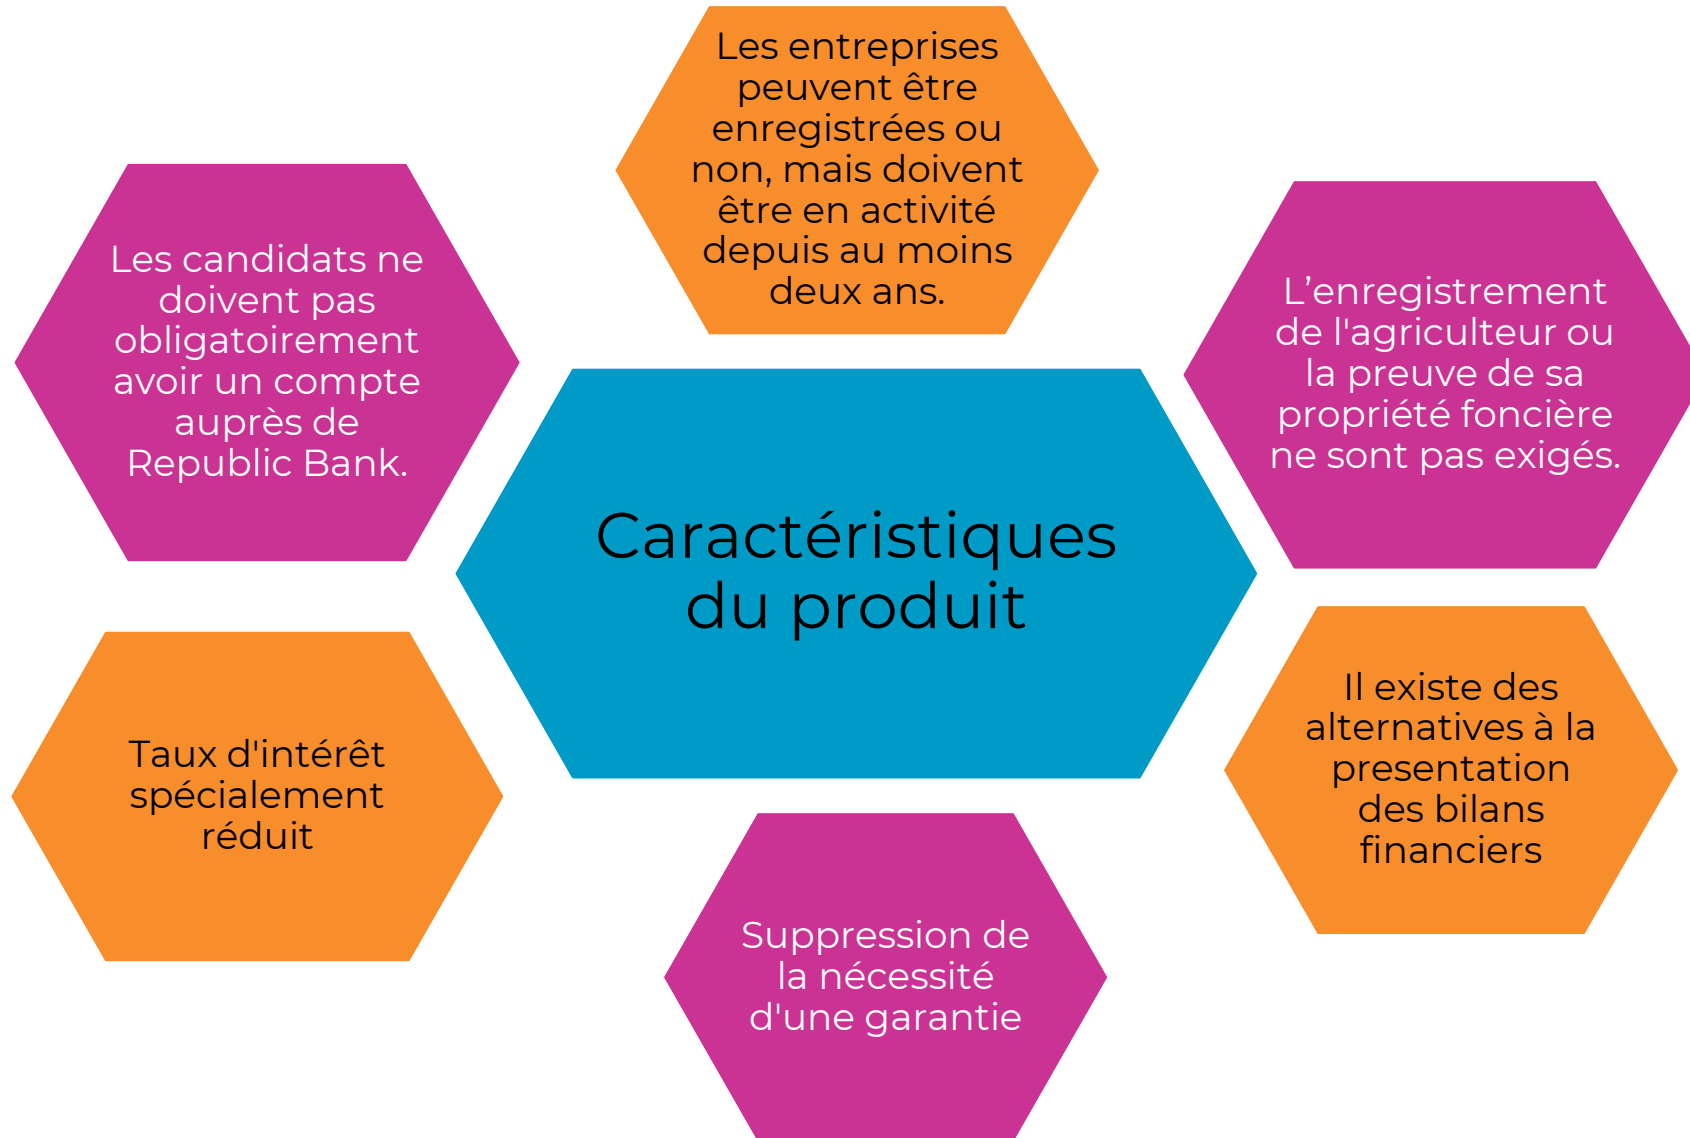 Les entreprises
peuvent être
enregistrées ou
non, mais doivent
être en activité
depuis au moins
deux ans.
Les candidats ne
doivent pas
obligatoirement
avoir un compte
auprès de
Republic Bank.
L’enregistrement
de l'agriculteur ou
la preuve de sa
propriété foncière
ne sont pas exigés.
Caractéristiques
du produit
Taux d'intérêt
spécialement
réduit
Il existe des
alternatives à la
presentation
des bilans
financiers
Suppression de
la nécessité
d'une garantie